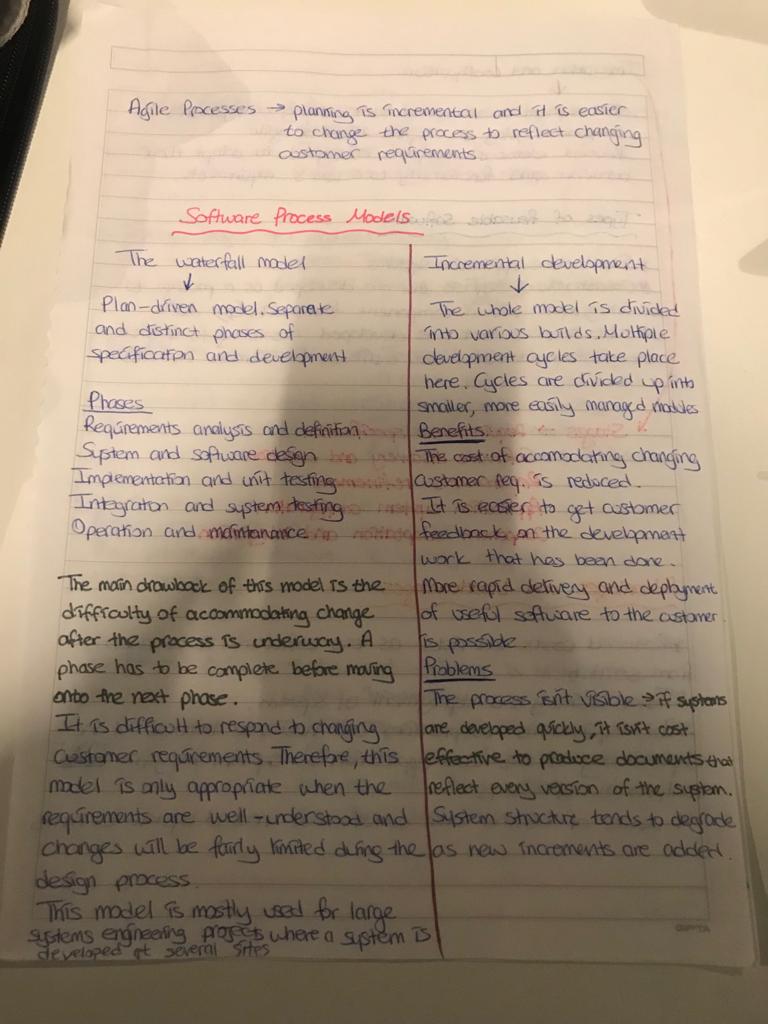 Agile Processes → planning is incremental and it is easier
to change the process to reflect changing
customer requirements
Software Process Models
The waterfall model
↓
Plan-driven model. Separate
and distinct phases of
specification and development
Phases
Requirements analysis and definition
System and software design
Implementation and unit testing
Integration and system testing
Operation and maintanance
The main drawback of this model is the
difficulty of accommodating change
after the process is underway. A
phase has to be complete before moving
onto the next phase.
It is difficult to respond to changing
customer requirements. Therefore, this
model is only appropriate when the
requirements are well-understood and
changes will be fairly limited during the
design process.
This model is mostly used for large
systems engineering projects where a system is
developed at several sites
Incremental development
↓
The whole model is divided
into various builds. Multiple
development cycles take place
here. Cycles are divided up into
smaller, more easily managed modules
Benefits
The cost of accomodating changing
customer req. is reduced.
It is easier to get customer
feedback on the development
work that has been done.
More rapid delivery and deployment
of useful software to the customer
is possible
Problems
The process isn't visible → if systems
are developed quickly, it isn't cost
effective to produce documents that
reflect every version of the system.
System structure tends to degrade
as new increments are added.